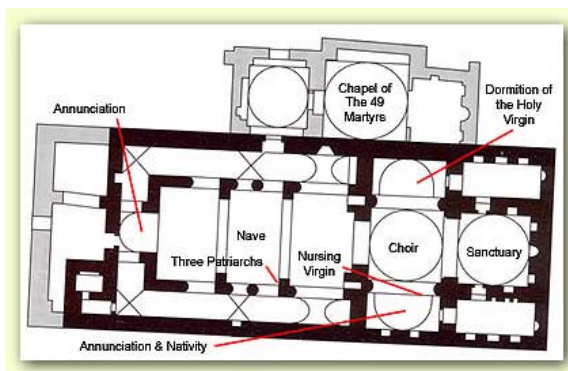 Annunciation
Chapel of
The 49
Martyrs
Dormition of
the Holy
Virgin
Nave
Three Patriarchs
Nursing
Virgin
Choir
Sanctuary
Annunciation & Nativity